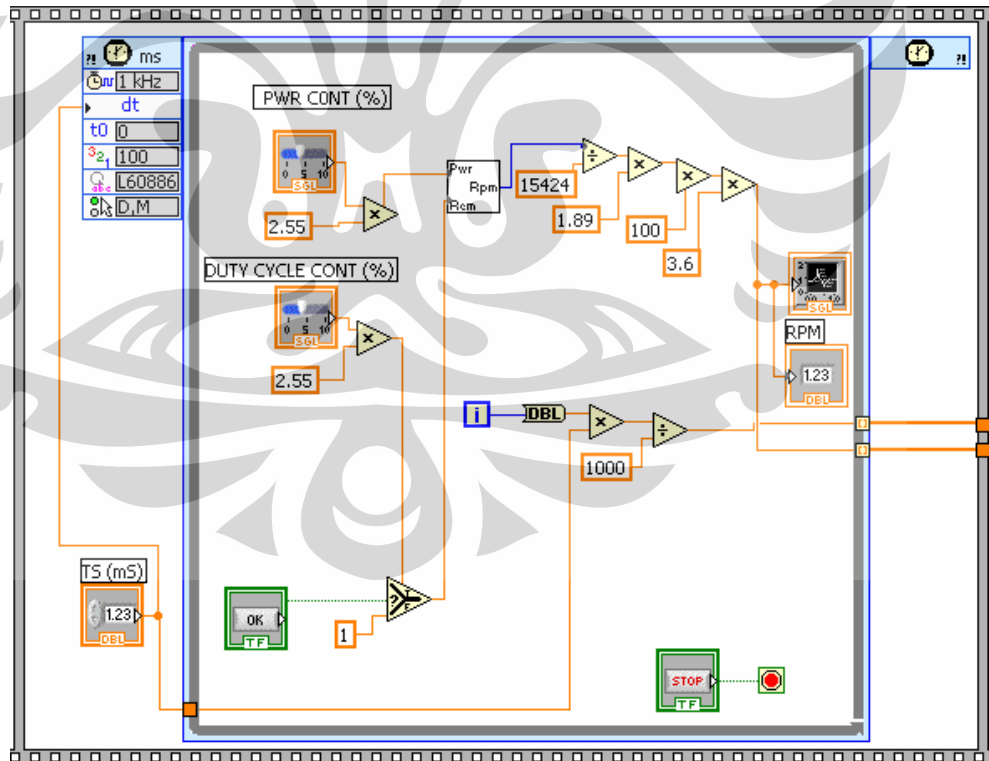 ms
1 kHz
dt
t0 0
100
L60886
D,M
PWR CONT (%)
0 5 10
SGL
2.55
Pwr
Rpm
Rem
15424
1.89
100
3.6
DUTY CYCLE CONT (%)
0 5 10
SGL
2.55
SGL
RPM
1.23
DBL
i
DBL
1000
TS (mS)
1.23
DBL
OK
TF
?
F
1
STOP
TF